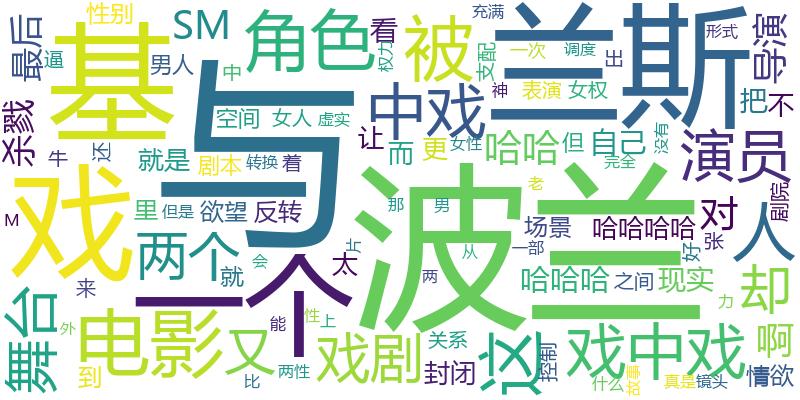 充满
性别
SM
角色
看
被
兰斯
形式
导演
最后
逼
男人
基
与
权力
支配
一次
调度
出
中
中戏
神
表演
女权
把
不
杀戮
空间
女人
虚实
让
而
更
女性
哈哈
但
自己
没有
演员
牛
还
就是
剧本
转换
着
完全
戏
波兰
老
M
里
但是
欲望
反转
那
男
场景
哈哈哈哈
对
剧院
人
两个
一个
片
一部
好
张
来
就
会
太
两
从
哈哈哈
之间
现实
力
却
舞台
外
电影
又
能
性
上
戏剧
关系
这
控制
戏中戏
啊
到
比
两性
封闭
什么
故事
真是
镜头
情欲